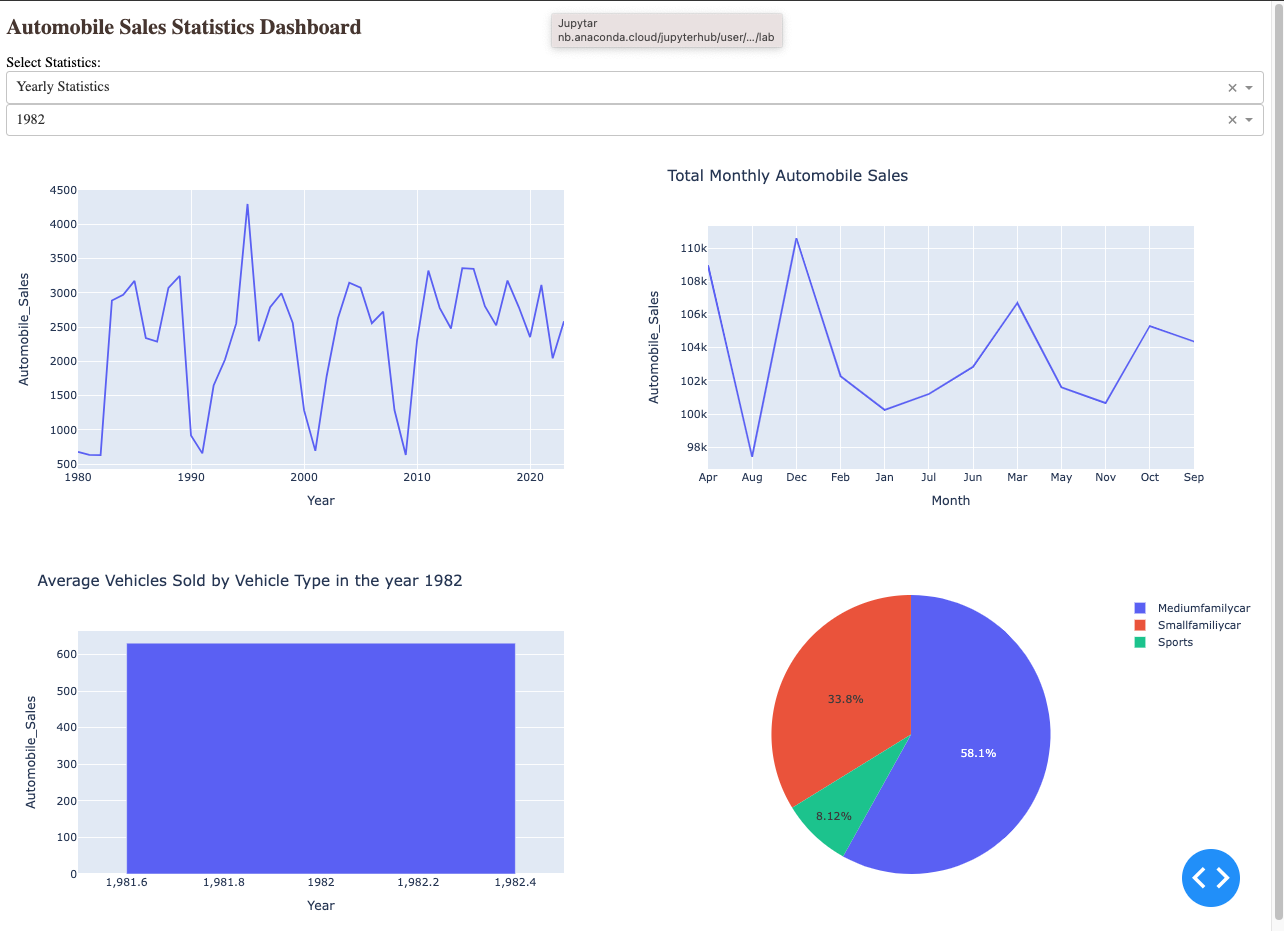 Automobile Sales Statistics Dashboard
Jupytar
nb.anaconda.cloud/jupyterhub/user/.../lab
Select Statistics:
Yearly Statistics
1982
4500
4000
3500
3000
2500
2000
1500
1000
500
Automobile_Sales
1980 1990 2000 2010 2020
Year
Total Monthly Automobile Sales
110k
108k
106k
104k
102k
100k
98k
Automobile_Sales
Apr Aug Dec Feb Jan Jul Jun Mar May Nov Oct Sep
Month
Average Vehicles Sold by Vehicle Type in the year 1982
600
500
400
300
200
100
0
Automobile_Sales
1,981.6 1,981.8 1982 1,982.2 1,982.4
Year
33.8%
58.1%
8.12%
Mediumfamilycar
Smallfamiliycar
Sports